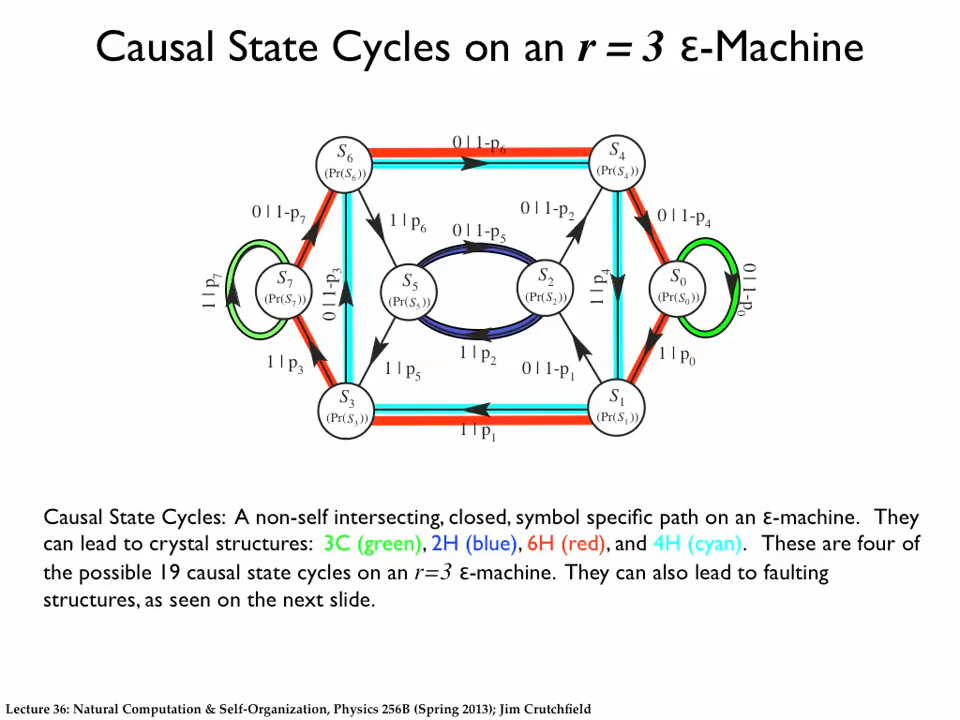 Causal State Cycles on an r = 3 ε-Machine
0 | 1-p6
S6
(Pr(S6))
S4
(Pr(S4))
0 | 1-p7
1 | p6
0 | 1-p5
0 | 1-p2
0 | 1-p4
1 | p7
S7
(Pr(S7))
0 | 1-p3
S5
(Pr(S5))
S2
(Pr(S2))
1 | p4
S0
(Pr(S0))
0 | 1-p0
1 | p3
1 | p5
1 | p2
0 | 1-p1
1 | p0
S3
(Pr(S3))
S1
(Pr(S1))
1 | p1
Causal State Cycles: A non-self intersecting, closed, symbol specific path on an ε-machine. They
can lead to crystal structures: 3C (green), 2H (blue), 6H (red), and 4H (cyan). These are four of
the possible 19 causal state cycles on an r=3 ε-machine. They can also lead to faulting
structures, as seen on the next slide.
Lecture 36: Natural Computation & Self-Organization, Physics 256B (Spring 2013); Jim Crutchfield